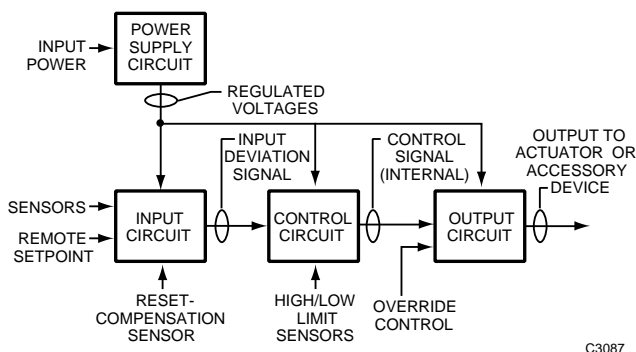 POWER
SUPPLY
CIRCUIT
INPUT
POWER
REGULATED
VOLTAGES
INPUT
DEVIATION
SIGNAL
CONTROL
SIGNAL
(INTERNAL)
OUTPUT TO
ACTUATOR OR
ACCESSORY
DEVICE
SENSORS
REMOTE
SETPOINT
INPUT
CIRCUIT
CONTROL
CIRCUIT
OUTPUT
CIRCUIT
RESET-
COMPENSATION
SENSOR
HIGH/LOW
LIMIT
SENSORS
OVERRIDE
CONTROL
C3087